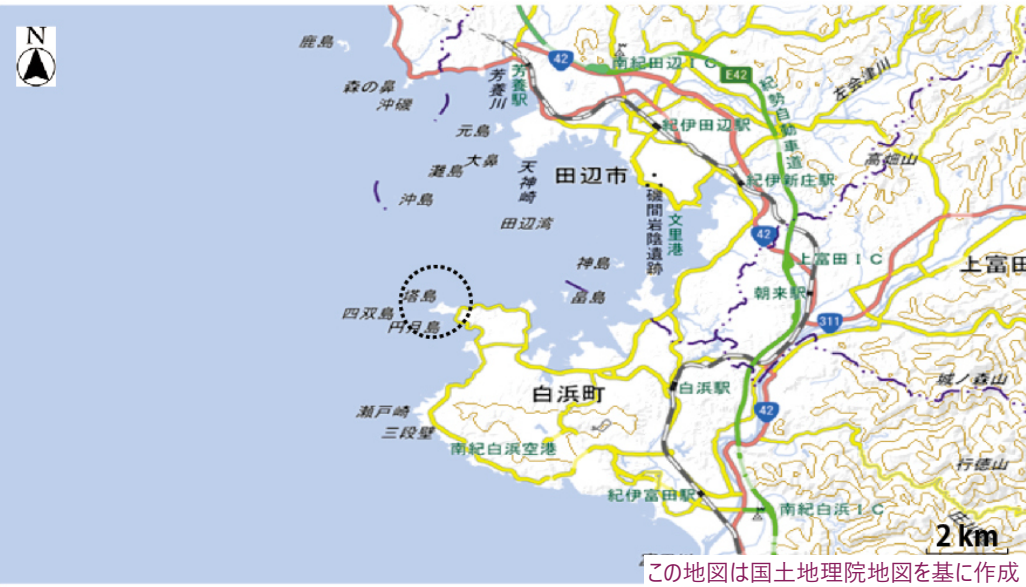 N
鹿島
芳養駅
芳養川
42
南紀田辺IC
E42
紀勢自動車道
左会津川
森の鼻
沖磯
元島
紀伊田辺駅
高畑山
大鼻
灘島
天神崎
田辺市
紀伊新庄駅
沖島
磯間岩陰遺跡
文里港
田辺湾
42
上富田IC
上富田
神島
塔島
畠島
朝来駅
四双島
円月島
311
城ノ森山
白浜町
白浜駅
42
瀬戸崎
三段壁
南紀白浜空港
行徳山
紀伊富田駅
南紀白浜IC
2 km
この地図は国土地理院地図を基に作成